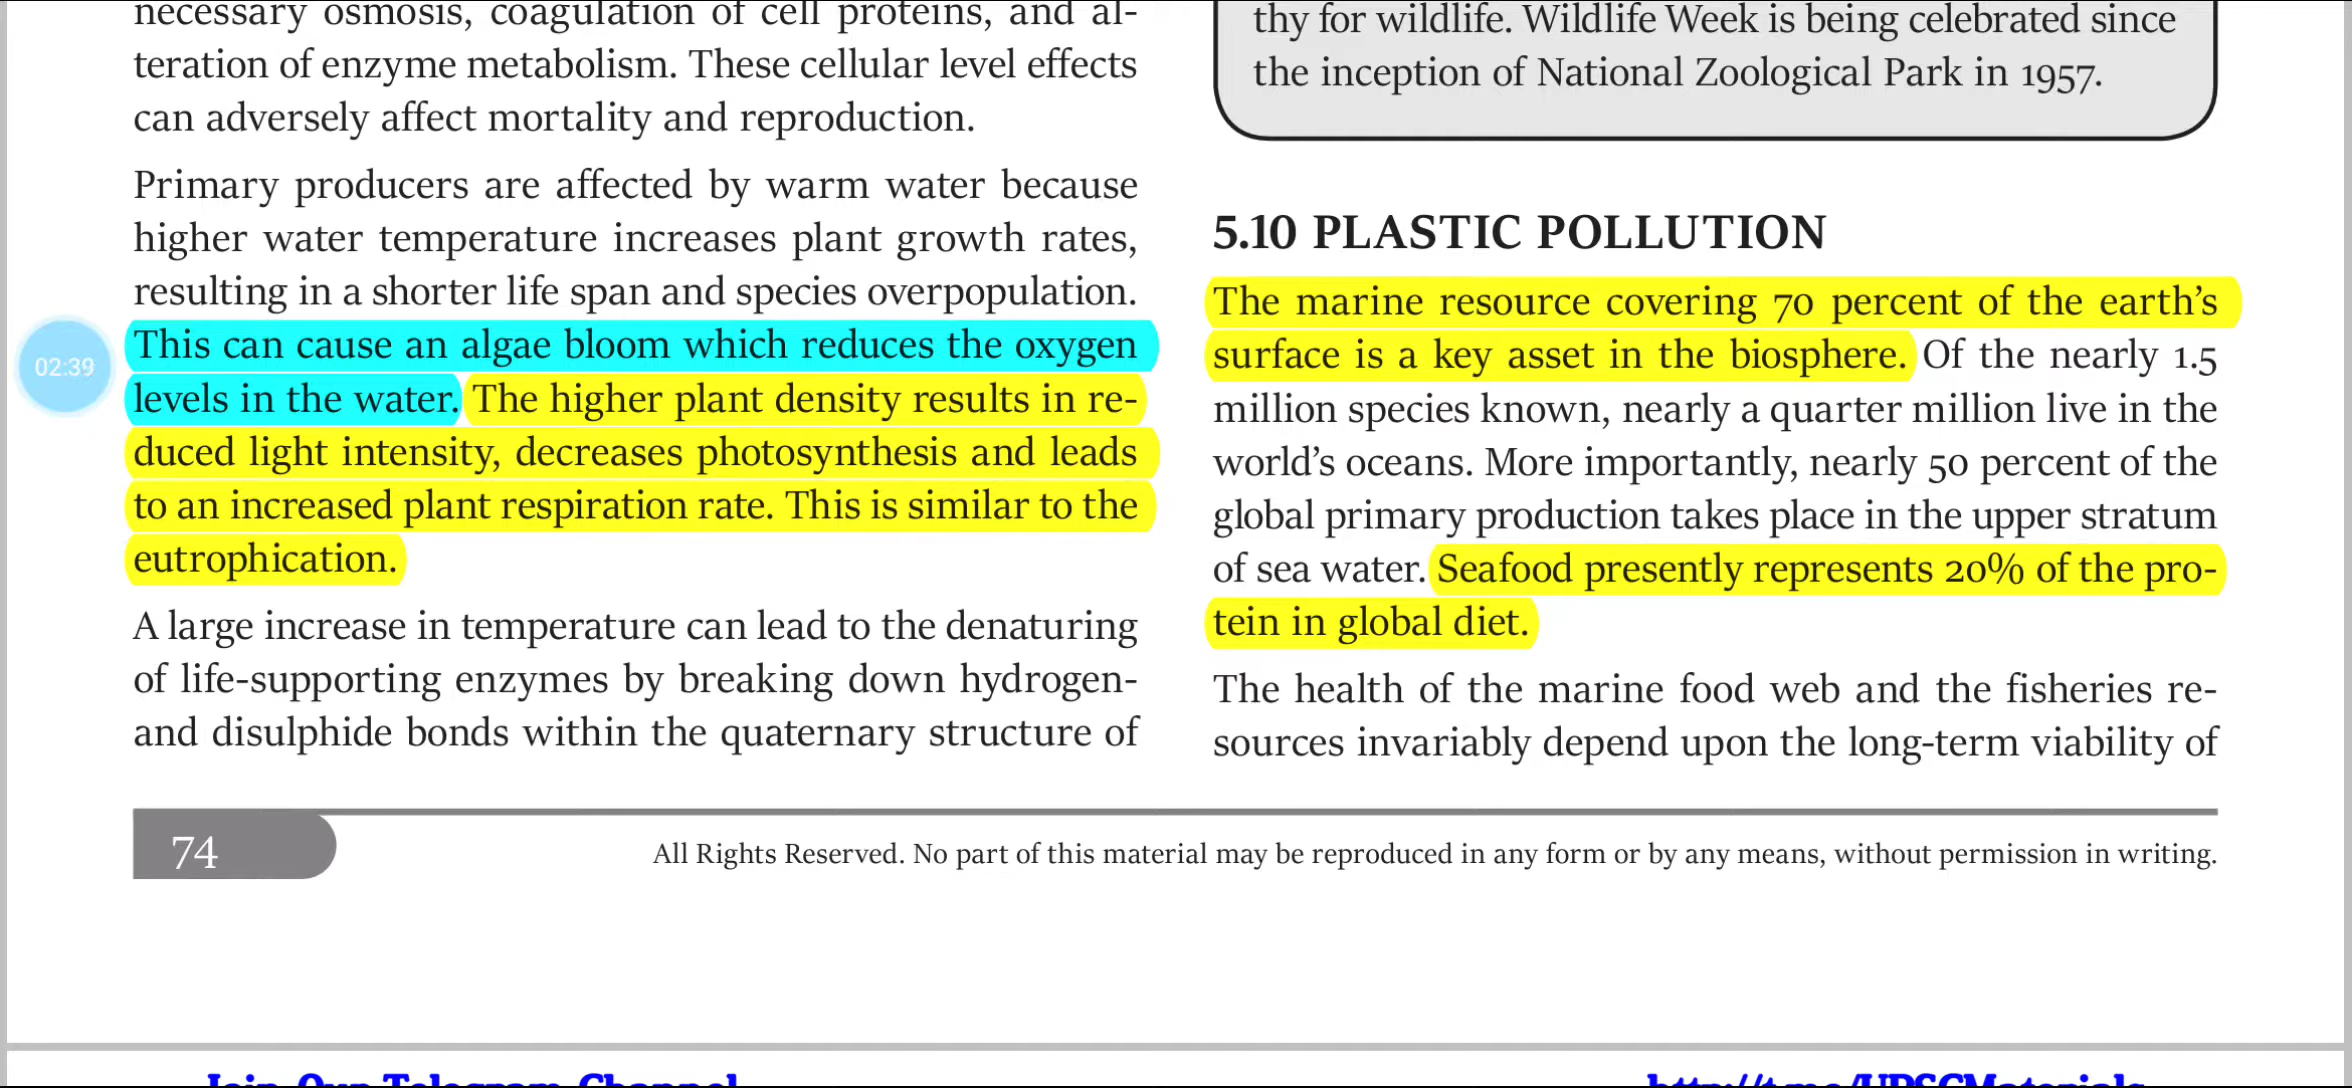 necessary osmosis, coagulation of cell proteins, and al-
teration of enzyme metabolism. These cellular level effects
can adversely affect mortality and reproduction.
Primary producers are affected by warm water because
higher water temperature increases plant growth rates,
resulting in a shorter life span and species overpopulation.
This can cause an algae bloom which reduces the oxygen
levels in the water. The higher plant density results in re-
duced light intensity, decreases photosynthesis and leads
to an increased plant respiration rate. This is similar to the
eutrophication.
A large increase in temperature can lead to the denaturing
of life-supporting enzymes by breaking down hydrogen-
and disulphide bonds within the quaternary structure of
02:39
thy for wildlife. Wildlife Week is being celebrated since
the inception of National Zoological Park in 1957.
5.10 PLASTIC POLLUTION
The marine resource covering 70 percent of the earth's
surface is a key asset in the biosphere. Of the nearly 1.5
million species known, nearly a quarter million live in the
world's oceans. More importantly, nearly 50 percent of the
global primary production takes place in the upper stratum
of sea water. Seafood presently represents 20% of the pro-
tein in global diet.
The health of the marine food web and the fisheries re-
sources invariably depend upon the long-term viability of
74
All Rights Reserved. No part of this material may be reproduced in any form or by any means, without permission in writing.
Join Our Telegram Channel
http://t.me/UPSCMaterials